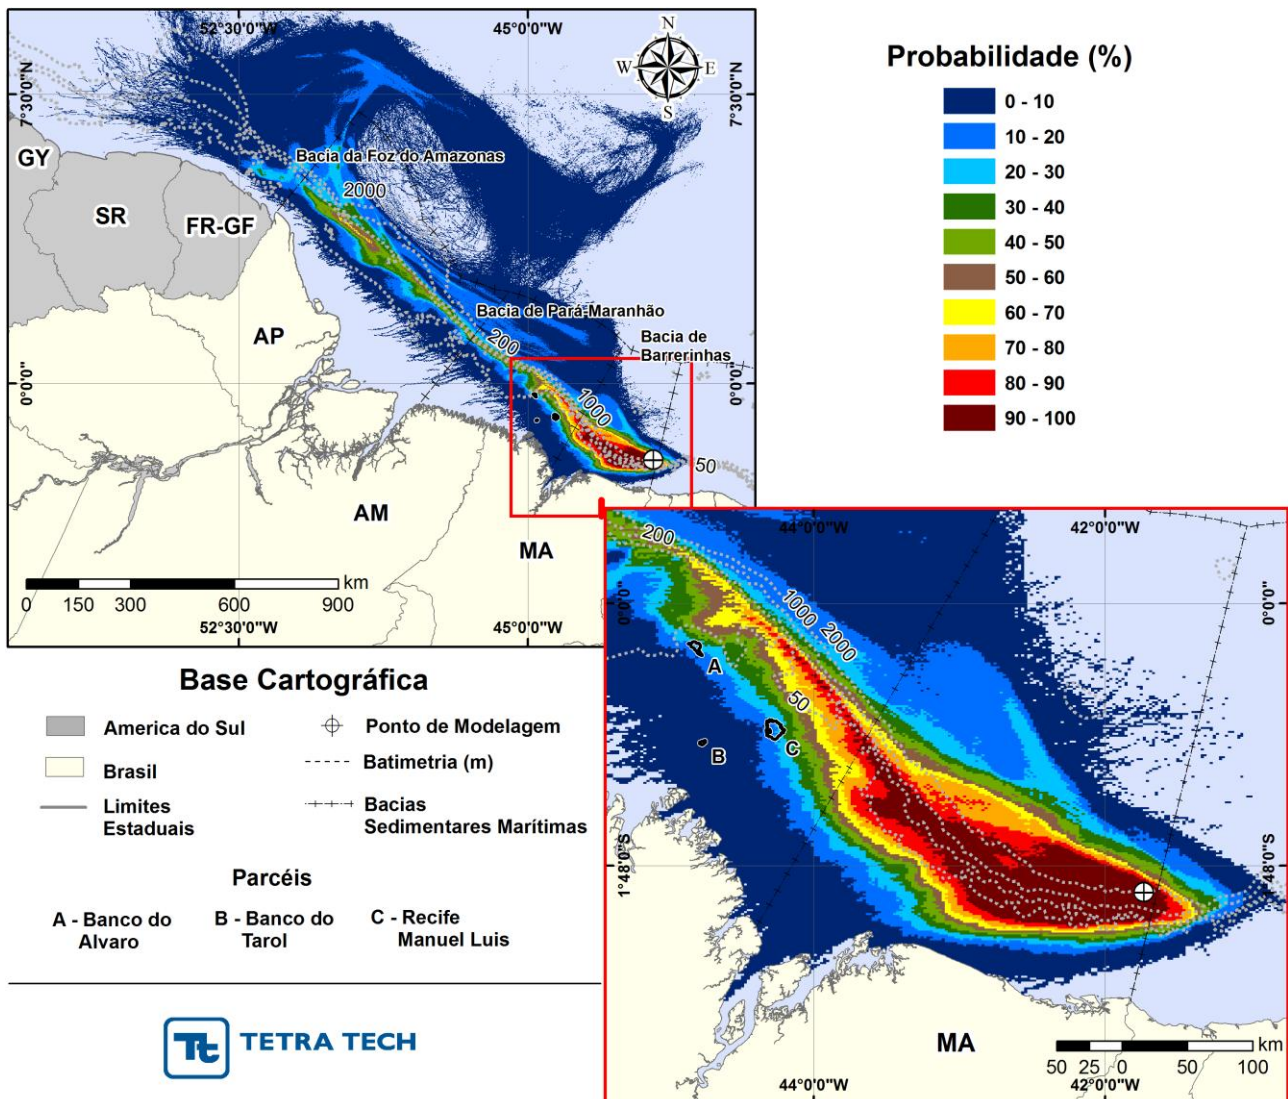 52°30'0"W
45°0'0"W
N
W
E
S
7°30'0"N
7°30'0"N
GY
SR
FR-GF
Bacia da Foz do Amazonas
2000
AP
Bacia de Pará-Maranhão
200
Bacia de
Barrerinhas
0°0'0"
0°0'0"
1000
50
AM
MA
km
0 150 300 600 900
52°30'0"W
45°0'0"W
Probabilidade (%)
0 - 10
10 - 20
20 - 30
30 - 40
40 - 50
50 - 60
60 - 70
70 - 80
80 - 90
90 - 100
44°0'0"W
42°0'0"W
200
0°0'0"
0°0'0"
1000
2000
A
50
C
B
1°48'0"S
1°48'0"S
MA
km
50 25 0 50 100
44°0'0"W
42°0'0"W
Base Cartográfica
America do Sul
Ponto de Modelagem
Brasil
Batimetria (m)
Limites
Estaduais
Bacias
Sedimentares Marítimas
Parcéis
A - Banco do
Alvaro
B - Banco do
Tarol
C - Recife
Manuel Luis
Tt
TETRA TECH